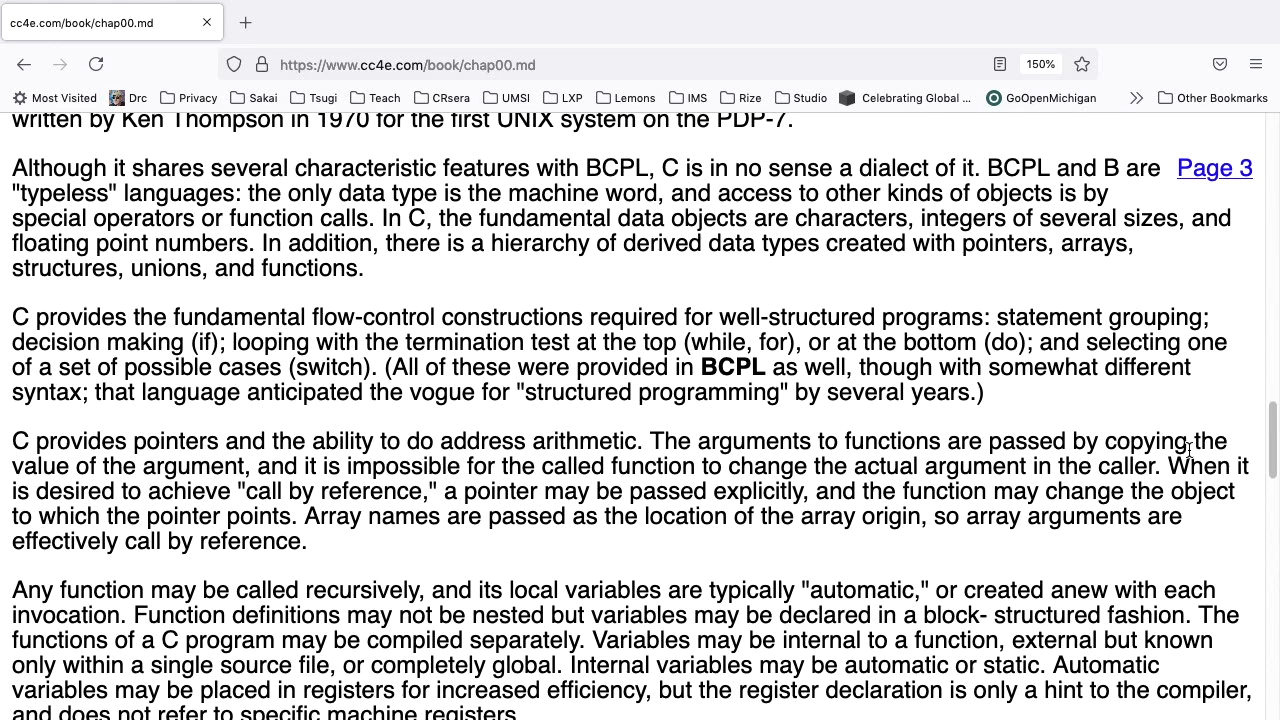 cc4e.com/book/chap00.md
https://www.cc4e.com/book/chap00.md 150%
Most Visited Drc Privacy Sakai Tsugi Teach CRsera UMSI LXP Lemons IMS Rize Studio Celebrating Global ... GoOpenMichigan Other Bookmarks
written by Ken Thompson in 1970 for the first UNIX system on the PDP-7.
Although it shares several characteristic features with BCPL, C is in no sense a dialect of it. BCPL and B are Page 3
"typeless" languages: the only data type is the machine word, and access to other kinds of objects is by
special operators or function calls. In C, the fundamental data objects are characters, integers of several sizes, and
floating point numbers. In addition, there is a hierarchy of derived data types created with pointers, arrays,
structures, unions, and functions.
C provides the fundamental flow-control constructions required for well-structured programs: statement grouping;
decision making (if); looping with the termination test at the top (while, for), or at the bottom (do); and selecting one
of a set of possible cases (switch). (All of these were provided in BCPL as well, though with somewhat different
syntax; that language anticipated the vogue for "structured programming" by several years.)
C provides pointers and the ability to do address arithmetic. The arguments to functions are passed by copying the
value of the argument, and it is impossible for the called function to change the actual argument in the caller. When it
is desired to achieve "call by reference," a pointer may be passed explicitly, and the function may change the object
to which the pointer points. Array names are passed as the location of the array origin, so array arguments are
effectively call by reference.
Any function may be called recursively, and its local variables are typically "automatic," or created anew with each
invocation. Function definitions may not be nested but variables may be declared in a block- structured fashion. The
functions of a C program may be compiled separately. Variables may be internal to a function, external but known
only within a single source file, or completely global. Internal variables may be automatic or static. Automatic
variables may be placed in registers for increased efficiency, but the register declaration is only a hint to the compiler,
and does not refer to specific machine registers.